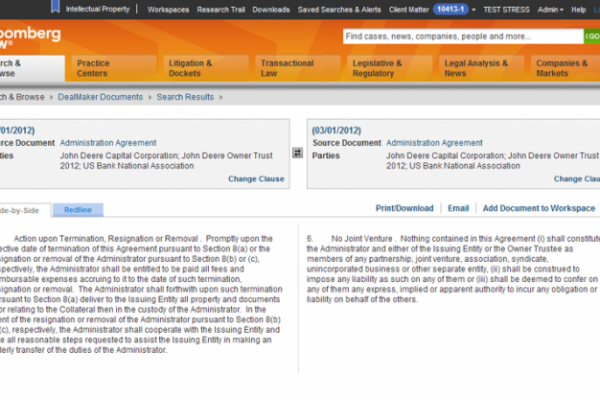 Intellectual Property Workspaces Research Trail Downloads Saved Searches & Alerts Client Matter 10413-1 TEST STRESS Admin Help
oomberg
W®
Find cases, news, companies, people and more... GO
rch &
wse
Practice
Centers
Litigation &
Dockets
Transactional
Law
Legislative &
Regulatory
Legal Analysis &
News
Companies &
Markets
ch & Browse › DealMaker Documents › Search Results ›
/01/2012)
urce Document Administration Agreement
rties John Deere Capital Corporation; John Deere Owner Trust
2012; US Bank National Association
Change Clause
(03/01/2012)
Source Document Administration Agreement
Parties John Deere Capital Corporation; John Deere Owner Trust
2012; US Bank National Association
Change Clau
de-by-Side Redline
Print/Download Email Add Document to Workspace
Action upon Termination, Resignation or Removal . Promptly upon the
ective date of termination of this Agreement pursuant to Section 8(a) or the
signation or removal of the Administrator pursuant to Section 8(b) or (c),
spectively, the Administrator shall be entitled to be paid all fees and
mbursable expenses accruing to it to the date of such termination,
signation or removal. The Administrator shall forthwith upon such termination
rsuant to Section 8(a) deliver to the Issuing Entity all property and documents
or relating to the Collateral then in the custody of the Administrator. In the
ent of the resignation or removal of the Administrator pursuant to Section 8(b)
(c), respectively, the Administrator shall cooperate with the Issuing Entity and
e all reasonable steps requested to assist the Issuing Entity in making an
derly transfer of the duties of the Administrator.
6. No Joint Venture . Nothing contained in this Agreement (i) shall constitute
the Administrator and either of the Issuing Entity or the Owner Trustee as
members of any partnership, joint venture, association, syndicate,
unincorporated business or other separate entity, (ii) shall be construed to
impose any liability as such on any of them or (iii) shall be deemed to confer on
any of them any express, implied or apparent authority to incur any obligation or
liability on behalf of the others.